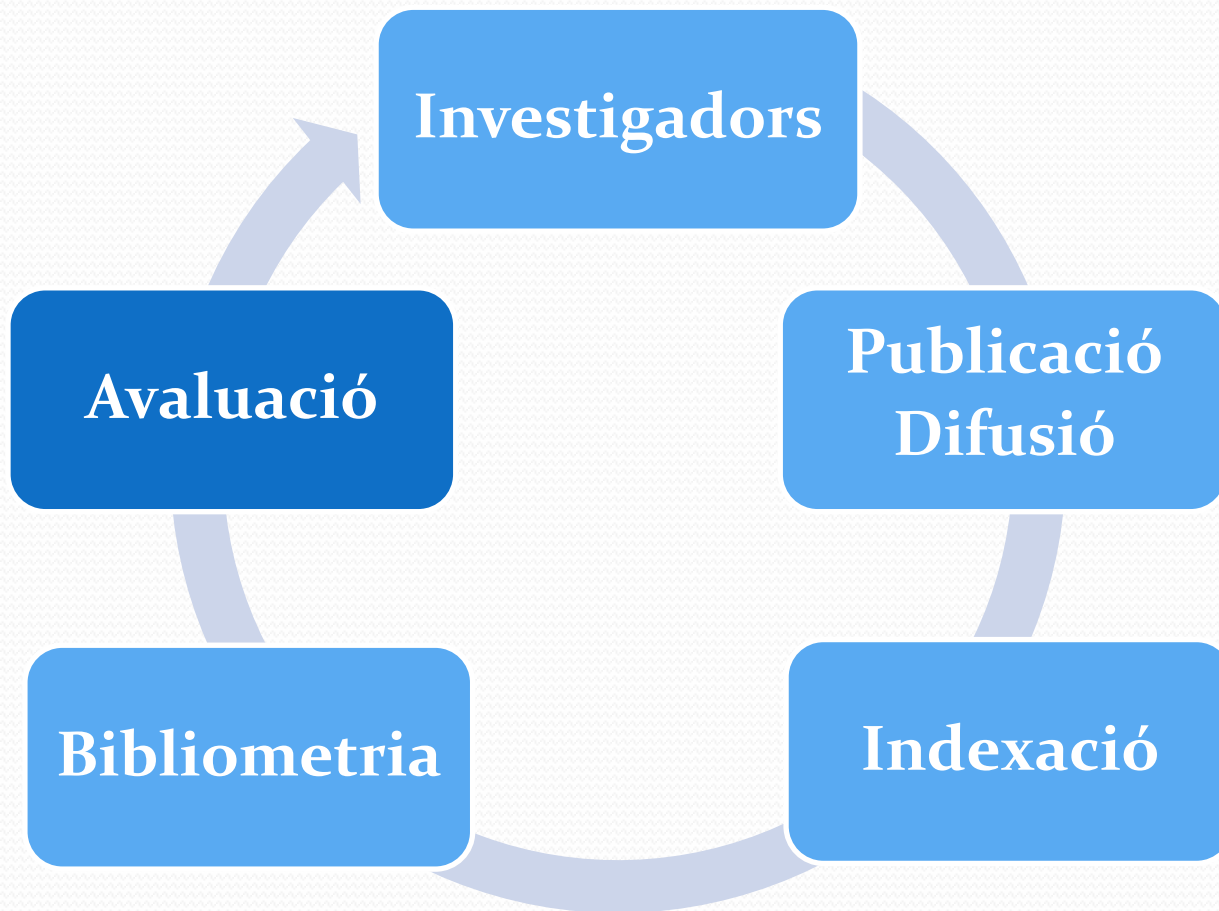 Investigadors
Publicació
Difusió
Avaluació
Indexació
Bibliometria